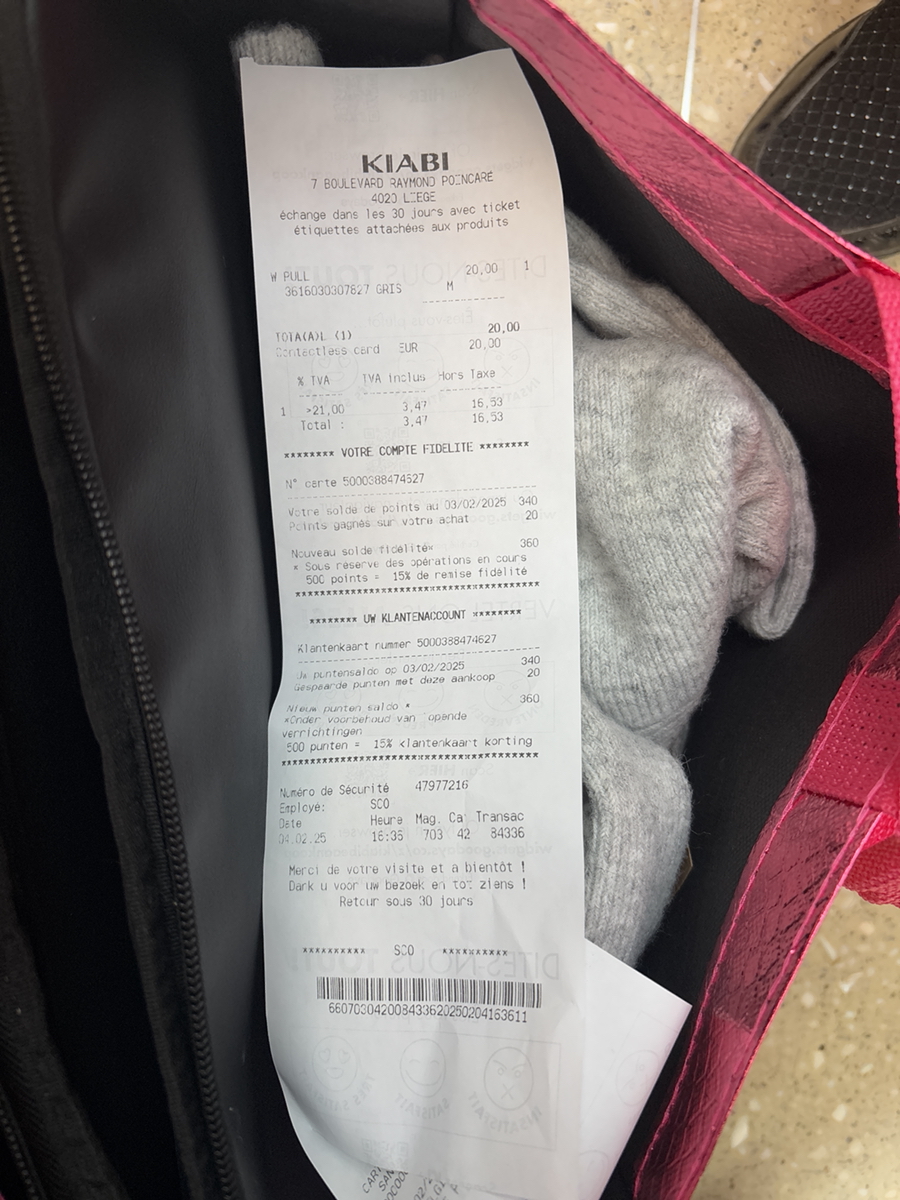 KIABI
7 BOULEVARD RAYMOND POINCARE
4020 LIEGE
échange dans les 30 jours avec ticket
étiquettes attachées aux produits
W PULL 20,00 1
3616030307827 GRIS M
TOTA(A)L (1) 20,00
Contactless card EUR 20,00
% TVA TVA Inclus Hors Taxe
1 >21,00 3,47 16,53
Total : 3,47 16,53
******** VOTRE COMPTE FIDELITE ********
N° carte 5000388474627
Votre solde de points au 03/02/2025 340
Points gagnés sur votre achat 20
Nouveau solde fidélité* 360
* Sous réserve des opérations en cours
500 points = 15% de remise fidélité
****************************************
******** UW KLANTENACCOUNT ********
Klantenkaart nummer 5000388474627
Uw puntensaldo op 03/02/2025 340
Gespaarde punten met deze aankoop 20
Nieuw punten saldo * 360
*Onder voorbehoud van lopende
verrichtingen
500 punten = 15% klantenkaart korting
****************************************
Numéro de Sécurité 47977216
Employé: SCO
Date Heure Mag. Ca Transac
04.02.25 16:36 703 42 84336
Merci de votre visite et à bientôt !
Dank u voor uw bezoek en tot ziens !
Retour sous 30 jours
********** SCO **********
660703042008433620250204163611